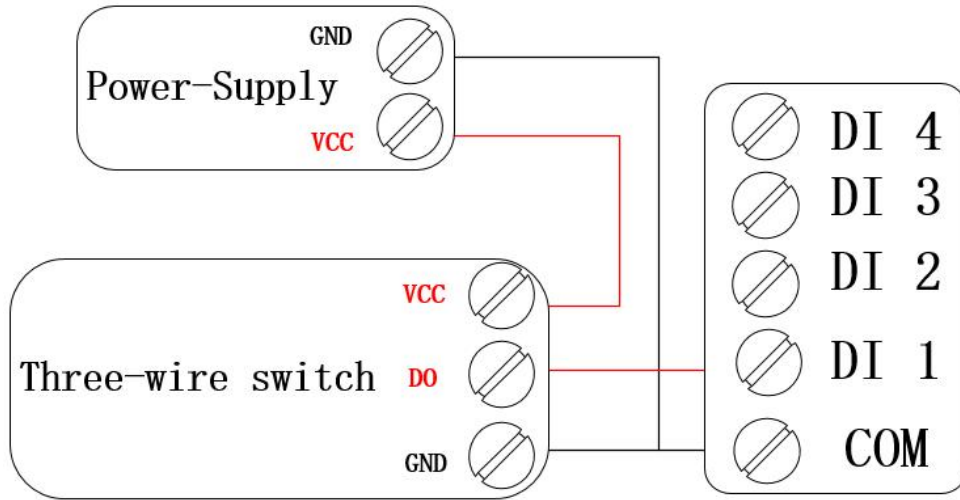 GND
Power-Supply
VCC
DI 4
DI 3
DI 2
DI 1
COM
VCC
Three-wire switch
DO
GND